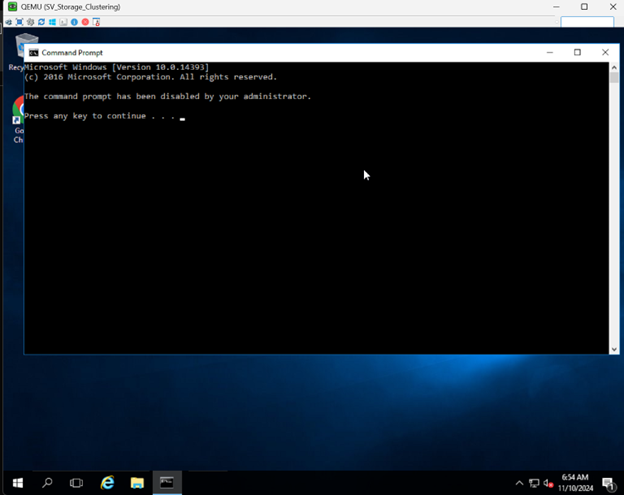 QEMU (SV_Storage_Clustering)
Command Prompt
Recy
Microsoft Windows [Version 10.0.14393]
(c) 2016 Microsoft Corporation. All rights reserved.
The command prompt has been disabled by your administrator.
Go
Ch
Press any key to continue . . .
6:54 AM
11/10/2024
1